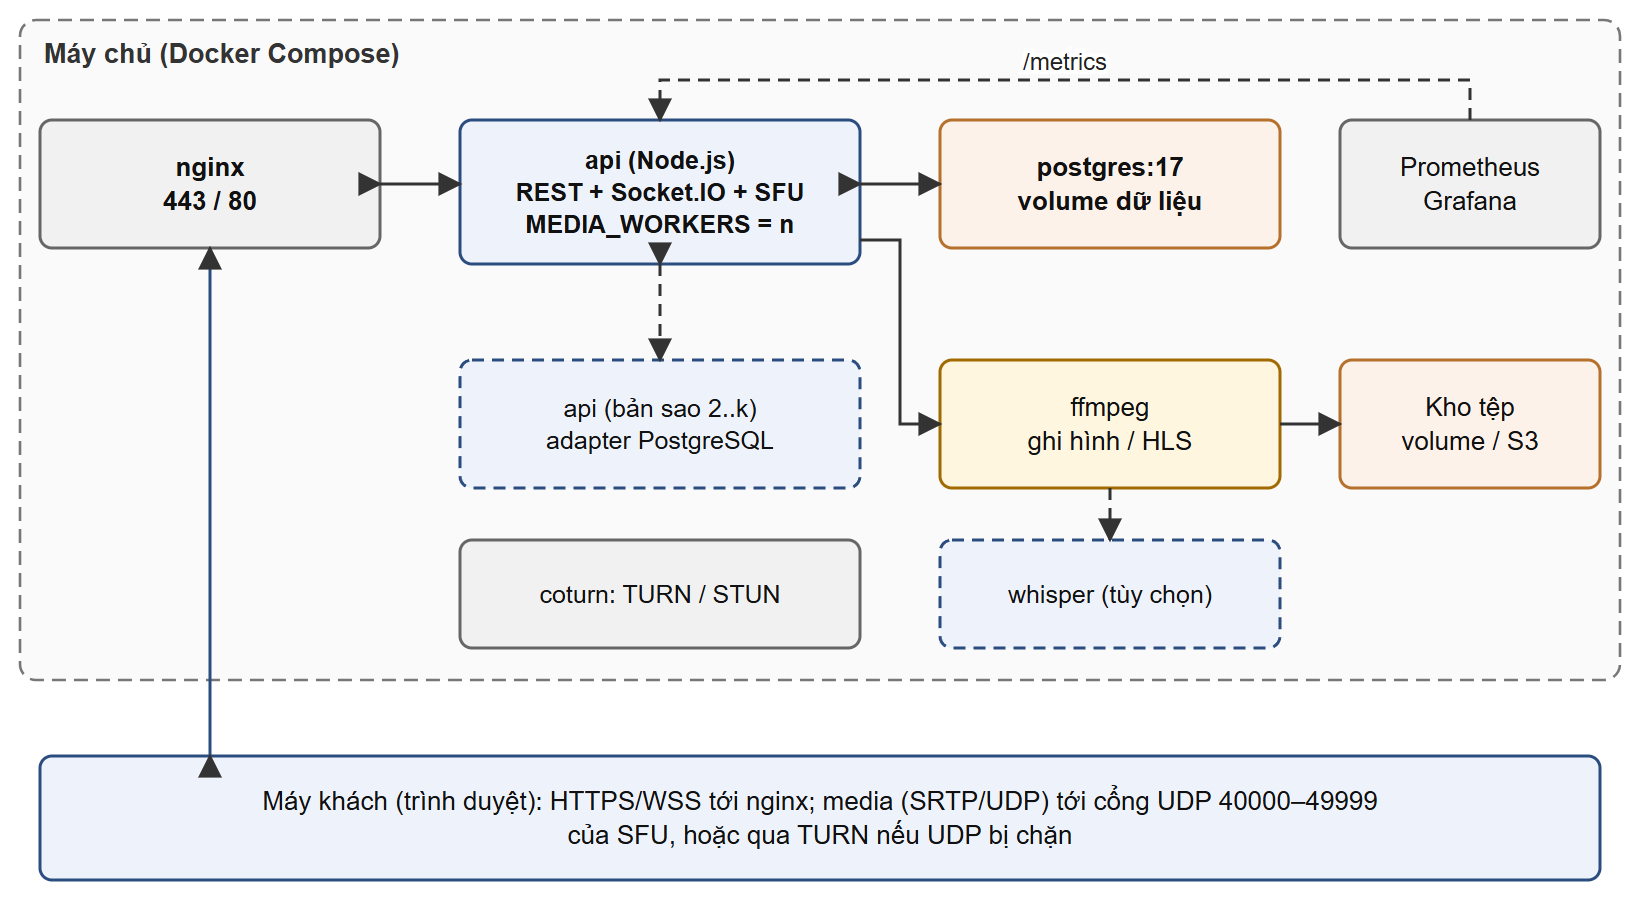 Máy chủ (Docker Compose)
/metrics
nginx
443 / 80
api (Node.js)
REST + Socket.IO + SFU
MEDIA_WORKERS = n
postgres:17
volume dữ liệu
Prometheus
Grafana
api (bản sao 2..k)
adapter PostgreSQL
ffmpeg
ghi hình / HLS
Kho tệp
volume / S3
coturn: TURN / STUN
whisper (tùy chọn)
Máy khách (trình duyệt): HTTPS/WSS tới nginx; media (SRTP/UDP) tới cổng UDP 40000–49999
của SFU, hoặc qua TURN nếu UDP bị chặn